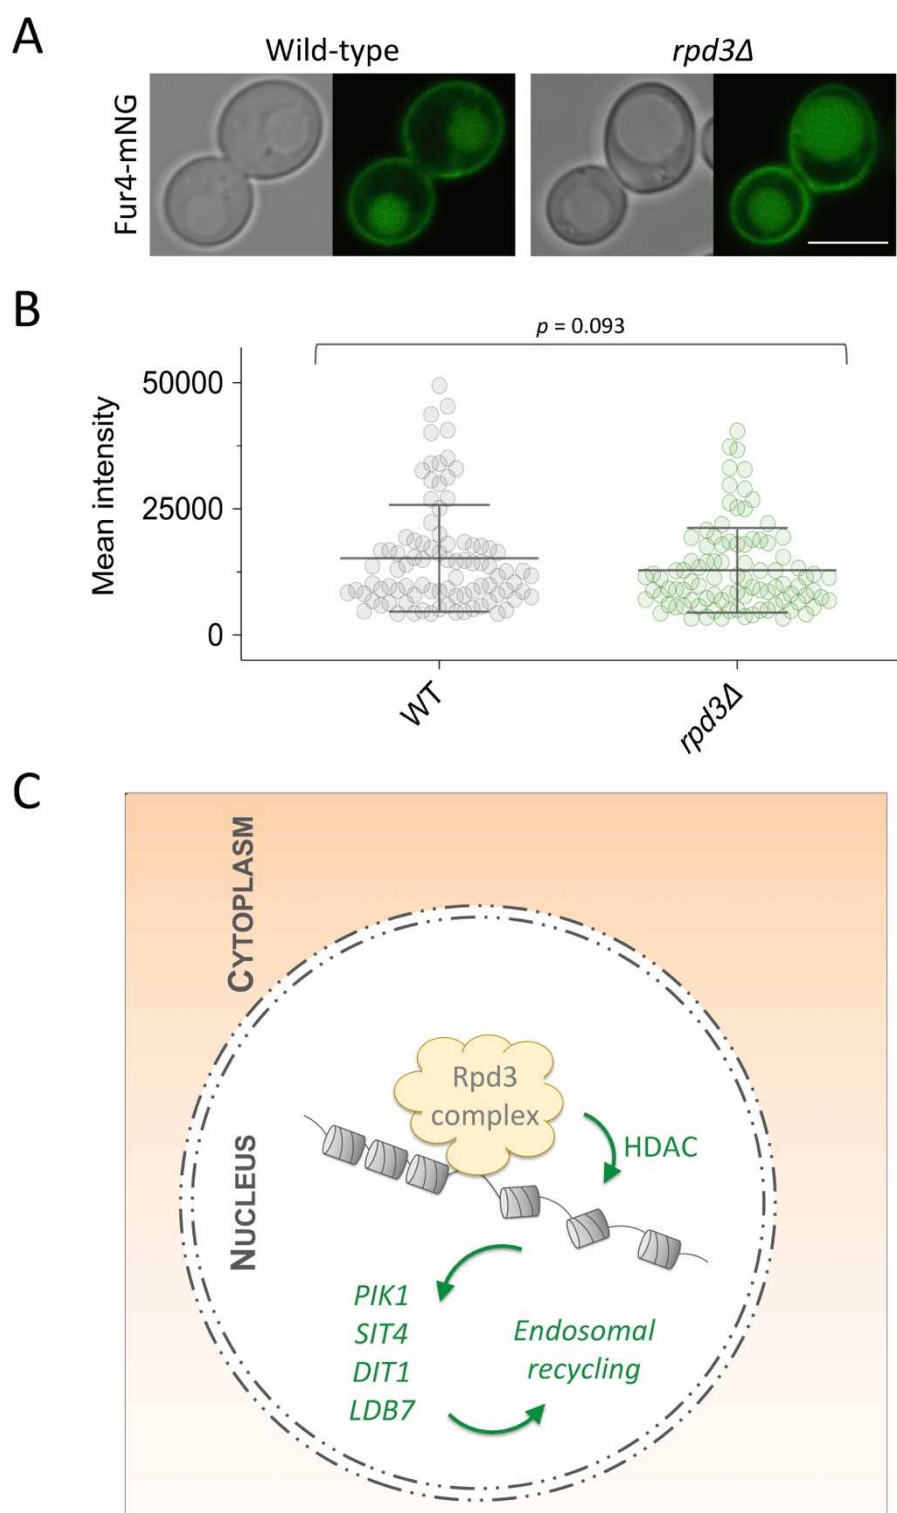 A
Wild-type
rpd3Δ
Fur4-mNG
B
p = 0.093
Mean intensity
50000
25000
0
WT
rpd3Δ
C
CYTOPLASM
NUCLEUS
Rpd3
complex
HDAC
PIK1
SIT4
DIT1
LDB7
Endosomal
recycling